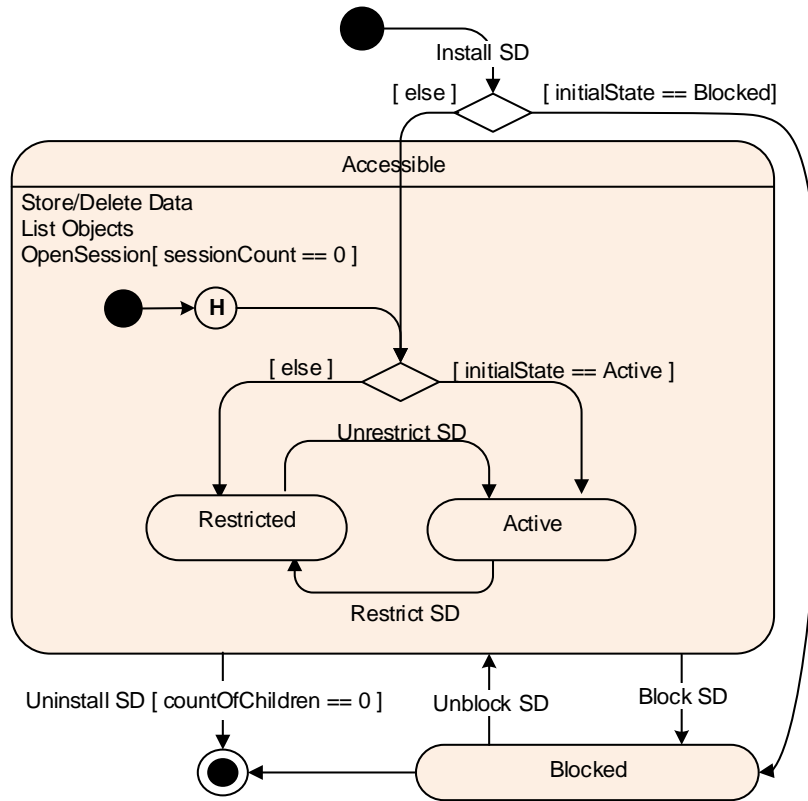 Install SD
[ else ]
[ initialState == Blocked]
Accessible
Store/Delete Data
List Objects
OpenSession[ sessionCount == 0 ]
H
[ else ]
[ initialState == Active ]
Unrestrict SD
Restricted
Active
Restrict SD
Uninstall SD [ countOfChildren == 0 ]
Unblock SD
Block SD
Blocked